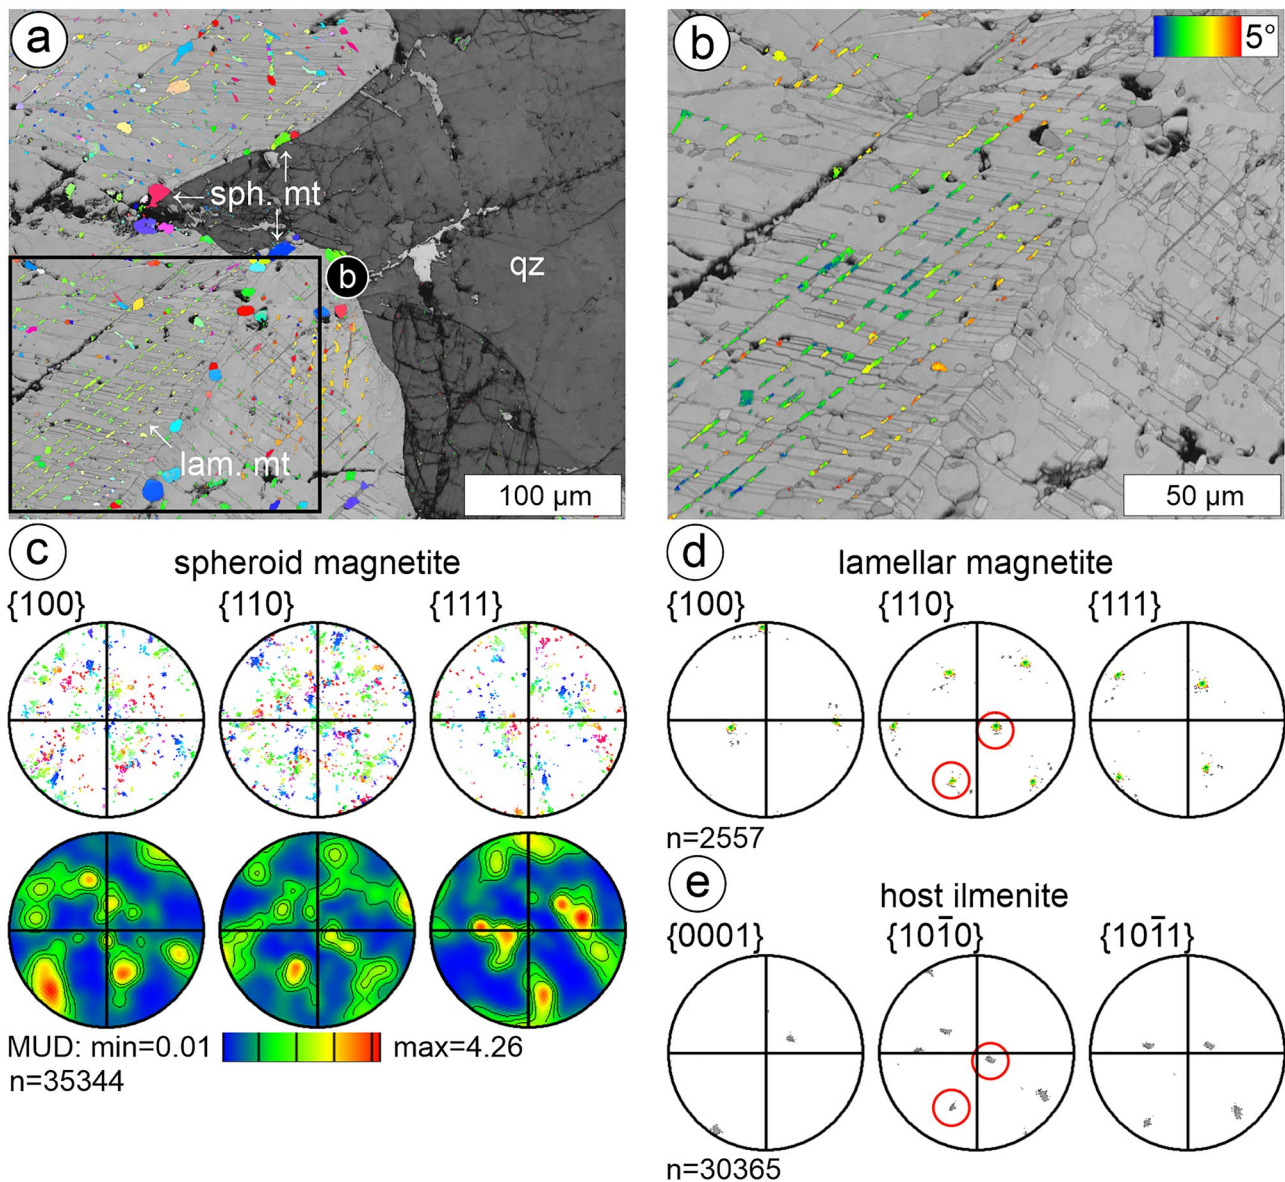 a
sph. mt
b
qz
lam. mt
100 µm
b
5°
50 µm
c
spheroid magnetite
{100} {110} {111}
MUD: min=0.01 max=4.26
n=35344
d
lamellar magnetite
{100} {110} {111}
n=2557
e
host ilmenite
{0001} {101̅0} {101̅1}
n=30365